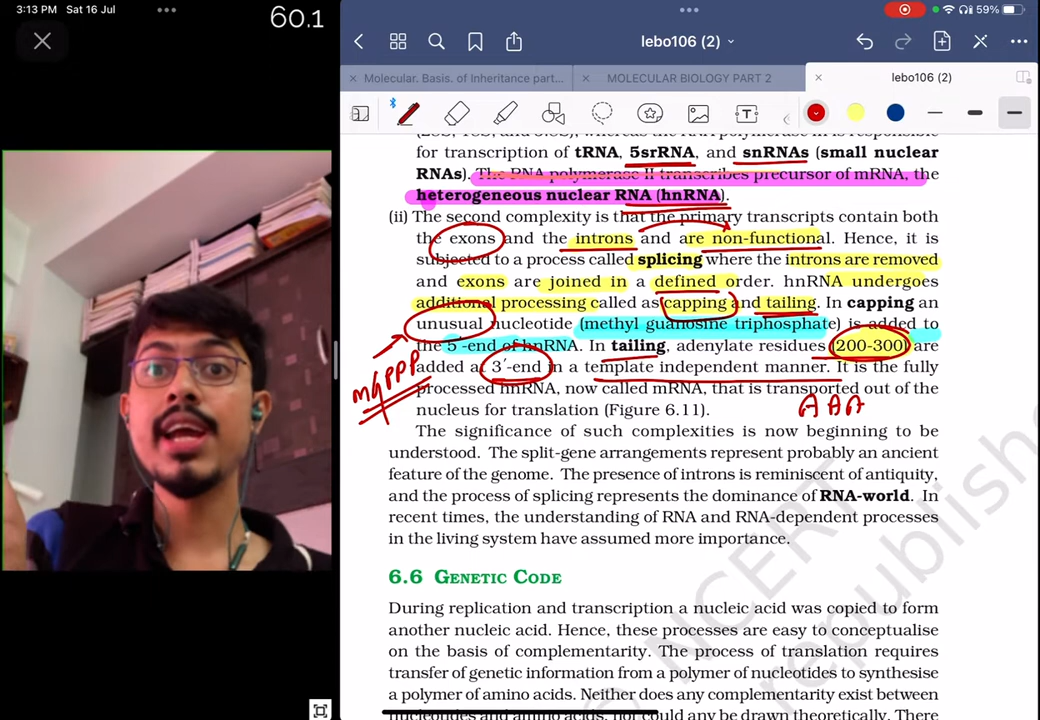 3:13 PM Sat 16 Jul
60.1
59%
lebo106 (2)
Molecular. Basis. of Inheritance part...
MOLECULAR BIOLOGY PART 2
lebo106 (2)
for transcription of tRNA, 5srRNA, and snRNAs (small nuclear
RNAs). The RNA polymerase II transcribes precursor of mRNA, the
heterogeneous nuclear RNA (hnRNA).
(ii) The second complexity is that the primary transcripts contain both
the exons and the introns and are non-functional. Hence, it is
subjected to a process called splicing where the introns are removed
and exons are joined in a defined order. hnRNA undergoes
additional processing called as capping and tailing. In capping an
unusual nucleotide (methyl guanosine triphosphate) is added to
the 5'-end of hnRNA. In tailing, adenylate residues (200-300) are
added at 3'-end in a template independent manner. It is the fully
processed hnRNA, now called mRNA, that is transported out of the
nucleus for translation (Figure 6.11).
mGPPP
A A A
The significance of such complexities is now beginning to be
understood. The split-gene arrangements represent probably an ancient
feature of the genome. The presence of introns is reminiscent of antiquity,
and the process of splicing represents the dominance of RNA-world. In
recent times, the understanding of RNA and RNA-dependent processes
in the living system have assumed more importance.
6.6 GENETIC CODE
During replication and transcription a nucleic acid was copied to form
another nucleic acid. Hence, these processes are easy to conceptualise
on the basis of complementarity. The process of translation requires
transfer of genetic information from a polymer of nucleotides to synthesise
a polymer of amino acids. Neither does any complementarity exist between
nucleotides and amino acids, nor could any be drawn theoretically. There
© NCERT
republished